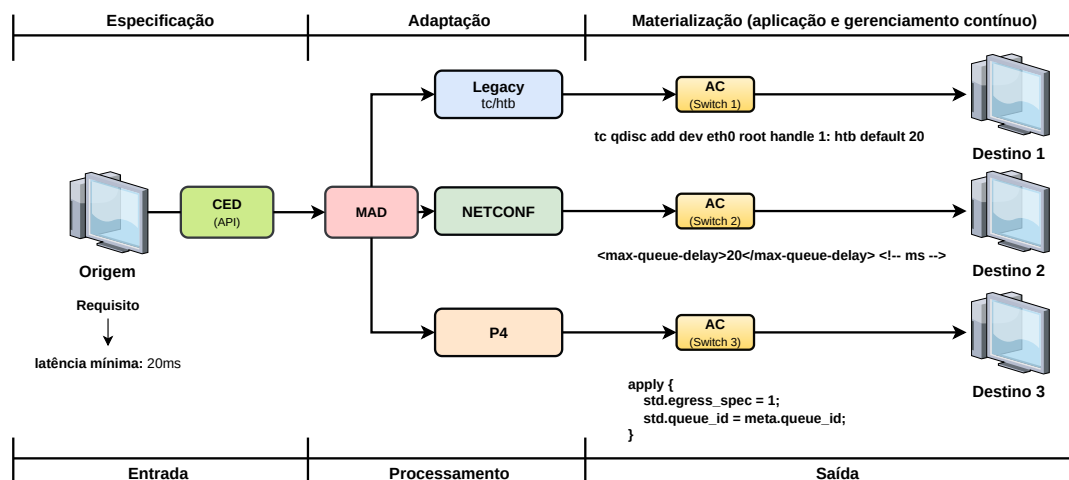 Especificação
Adaptação
Materialização (aplicação e gerenciamento contínuo)
Legacy
tc/htb
AC
(Switch 1)
tc qdisc add dev eth0 root handle 1: htb default 20
Destino 1
CED
(API)
MAD
NETCONF
AC
(Switch 2)
<max-queue-delay>20</max-queue-delay> <!-- ms -->
Destino 2
Origem
Requisito
latência mínima: 20ms
P4
AC
(Switch 3)
apply {
std.egress_spec = 1;
std.queue_id = meta.queue_id;
}
Destino 3
Entrada
Processamento
Saída